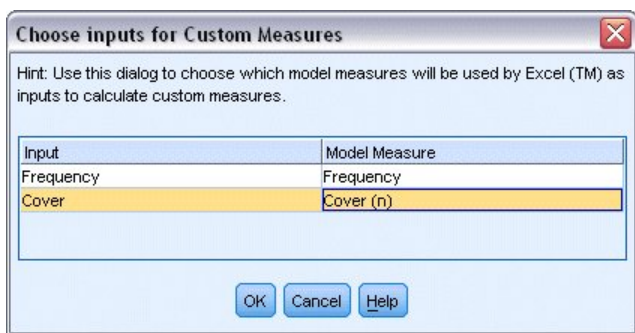 Choose inputs for Custom Measures
Hint: Use this dialog to choose which model measures will be used by Excel (TM) as
inputs to calculate custom measures.
Input Model Measure
Frequency Frequency
Cover Cover (n)
OK Cancel Help